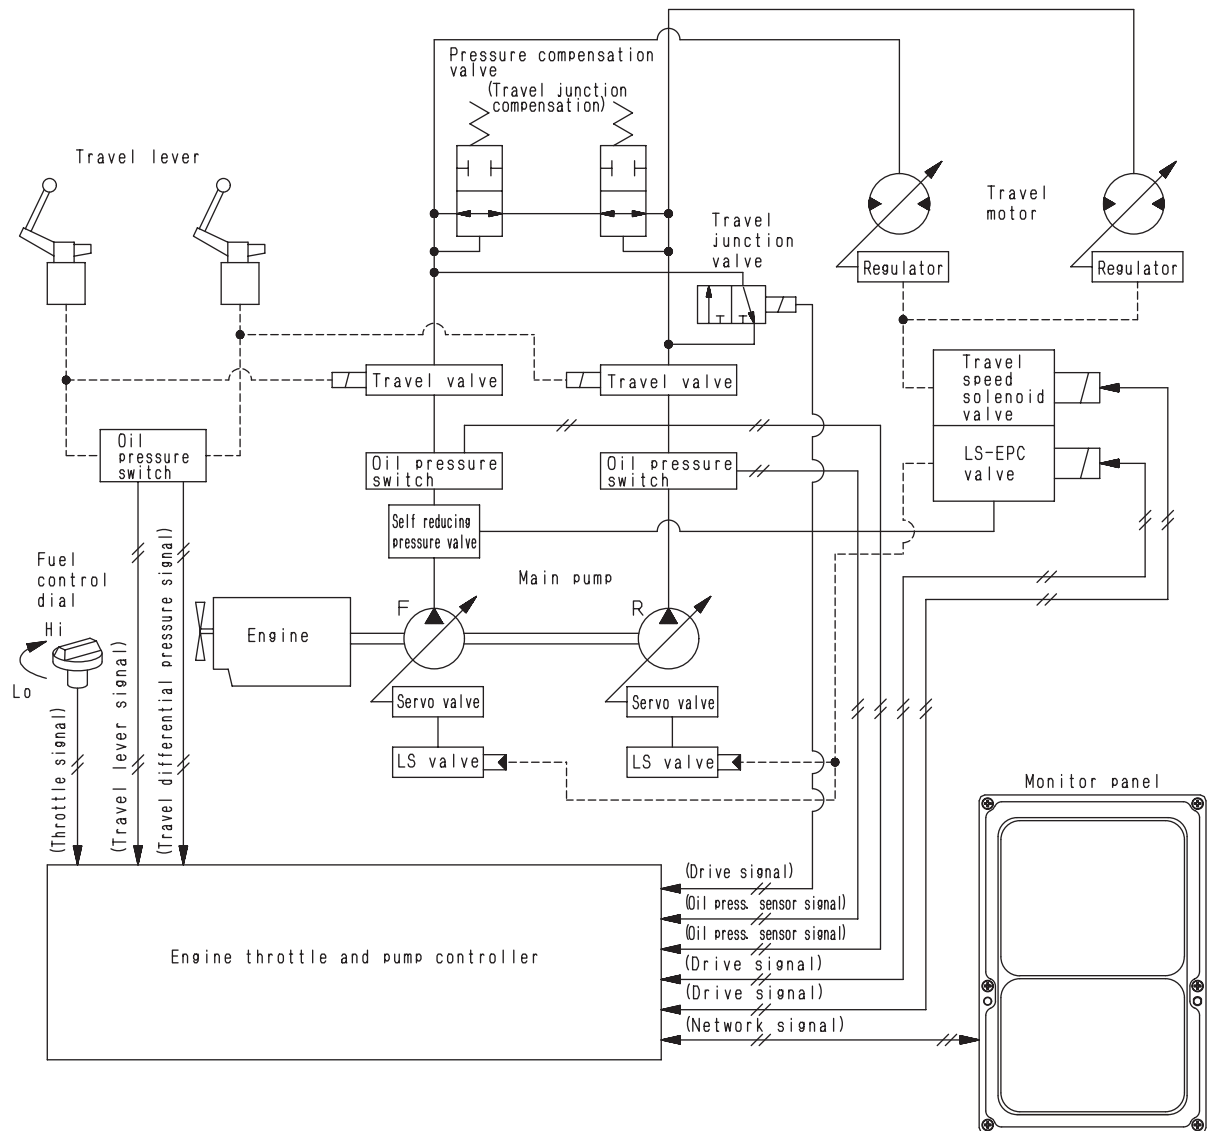 Pressure compensation
valve
(Travel junction
compensation)
Travel lever
Travel
junction
valve
Travel
motor
Regulator
Regulator
Travel valve
Travel valve
Travel
speed
solenoid
valve
LS-EPC
valve
Oil
pressure
switch
Oil pressure
switch
Oil pressure
switch
Self reducing
pressure valve
Fuel
control
dial
Hi
Lo
Main pump
F
R
Engine
Servo valve
Servo valve
LS valve
LS valve
(Throttle signal)
(Travel lever signal)
(Travel differential pressure signal)
Monitor panel
(Drive signal)
(Oil press. sensor signal)
(Oil press. sensor signal)
(Drive signal)
(Drive signal)
(Network signal)
Engine throttle and pump controller